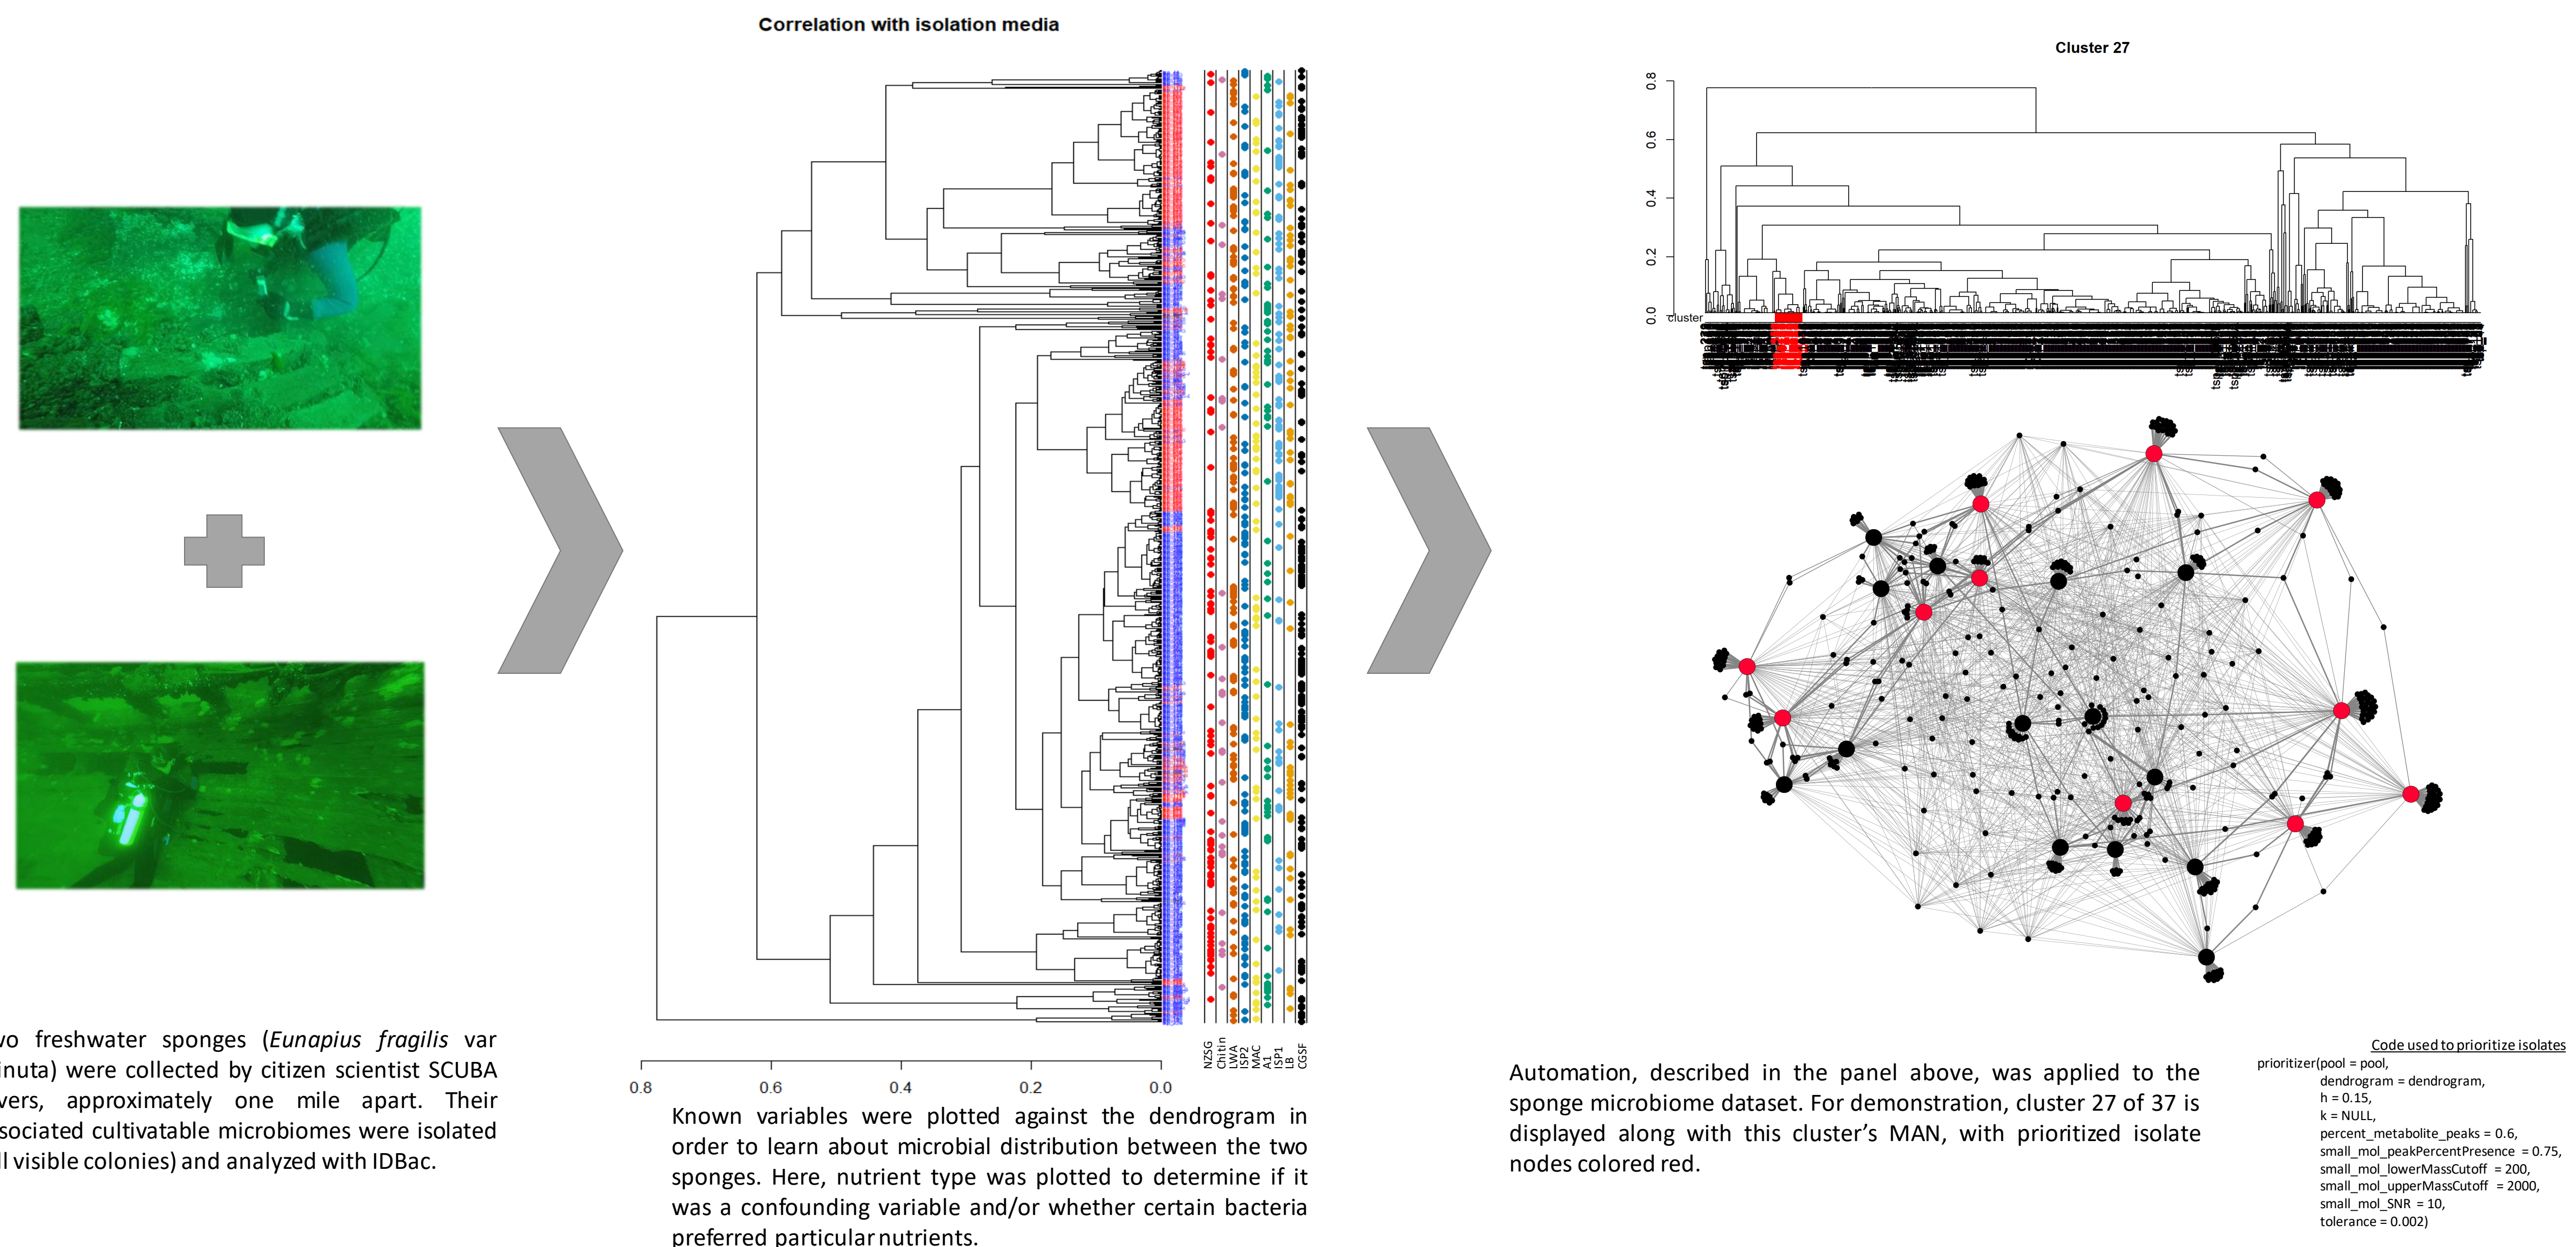 Correlation with isolation media
0.8
0.6
0.4
0.2
0.0
NZSG
Chitin
LWA
ISP2
MAC
A1
ISP1
LB
CGSF
Cluster 27
0.8
0.6
0.4
0.2
0.0
cluster
wo freshwater sponges (Eunapius fragilis var
inuta) were collected by citizen scientist SCUBA
vers, approximately one mile apart. Their
sociated cultivatable microbiomes were isolated
ll visible colonies) and analyzed with IDBac.
Known variables were plotted against the dendrogram in
order to learn about microbial distribution between the two
sponges. Here, nutrient type was plotted to determine if it
was a confounding variable and/or whether certain bacteria
preferred particular nutrients.
Automation, described in the panel above, was applied to the
sponge microbiome dataset. For demonstration, cluster 27 of 37 is
displayed along with this cluster's MAN, with prioritized isolate
nodes colored red.
Code used to prioritize isolates
prioritizer(pool = pool,
dendrogram = dendrogram,
h = 0.15,
k = NULL,
percent_metabolite_peaks = 0.6,
small_mol_peakPercentPresence = 0.75,
small_mol_lowerMassCutoff = 200,
small_mol_upperMassCutoff = 2000,
small_mol_SNR = 10,
tolerance = 0.002)